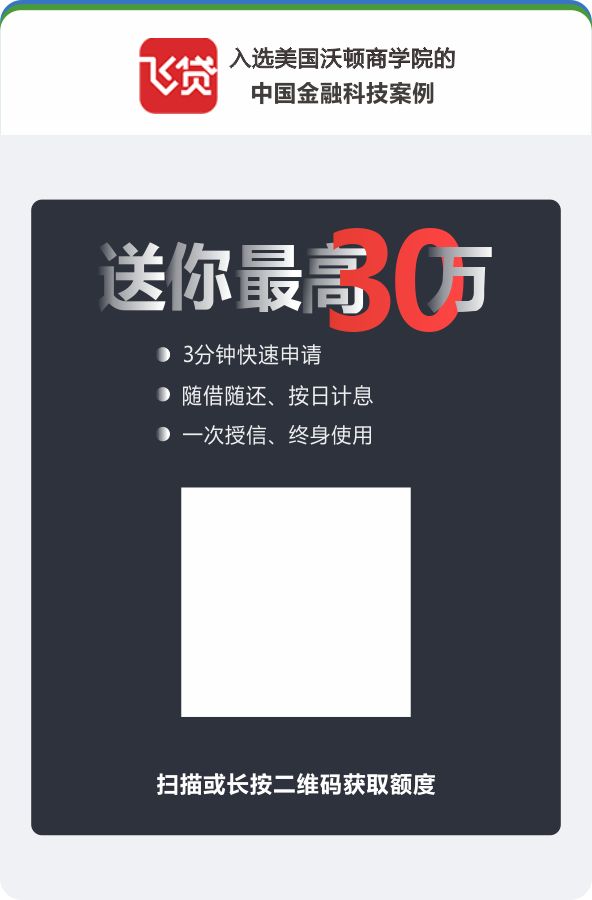 飞贷
入选美国沃顿商学院的
中国金融科技案例
送你最高30万
3分钟快速申请
随借随还、按日计息
一次授信、终身使用
扫描或长按二维码获取额度